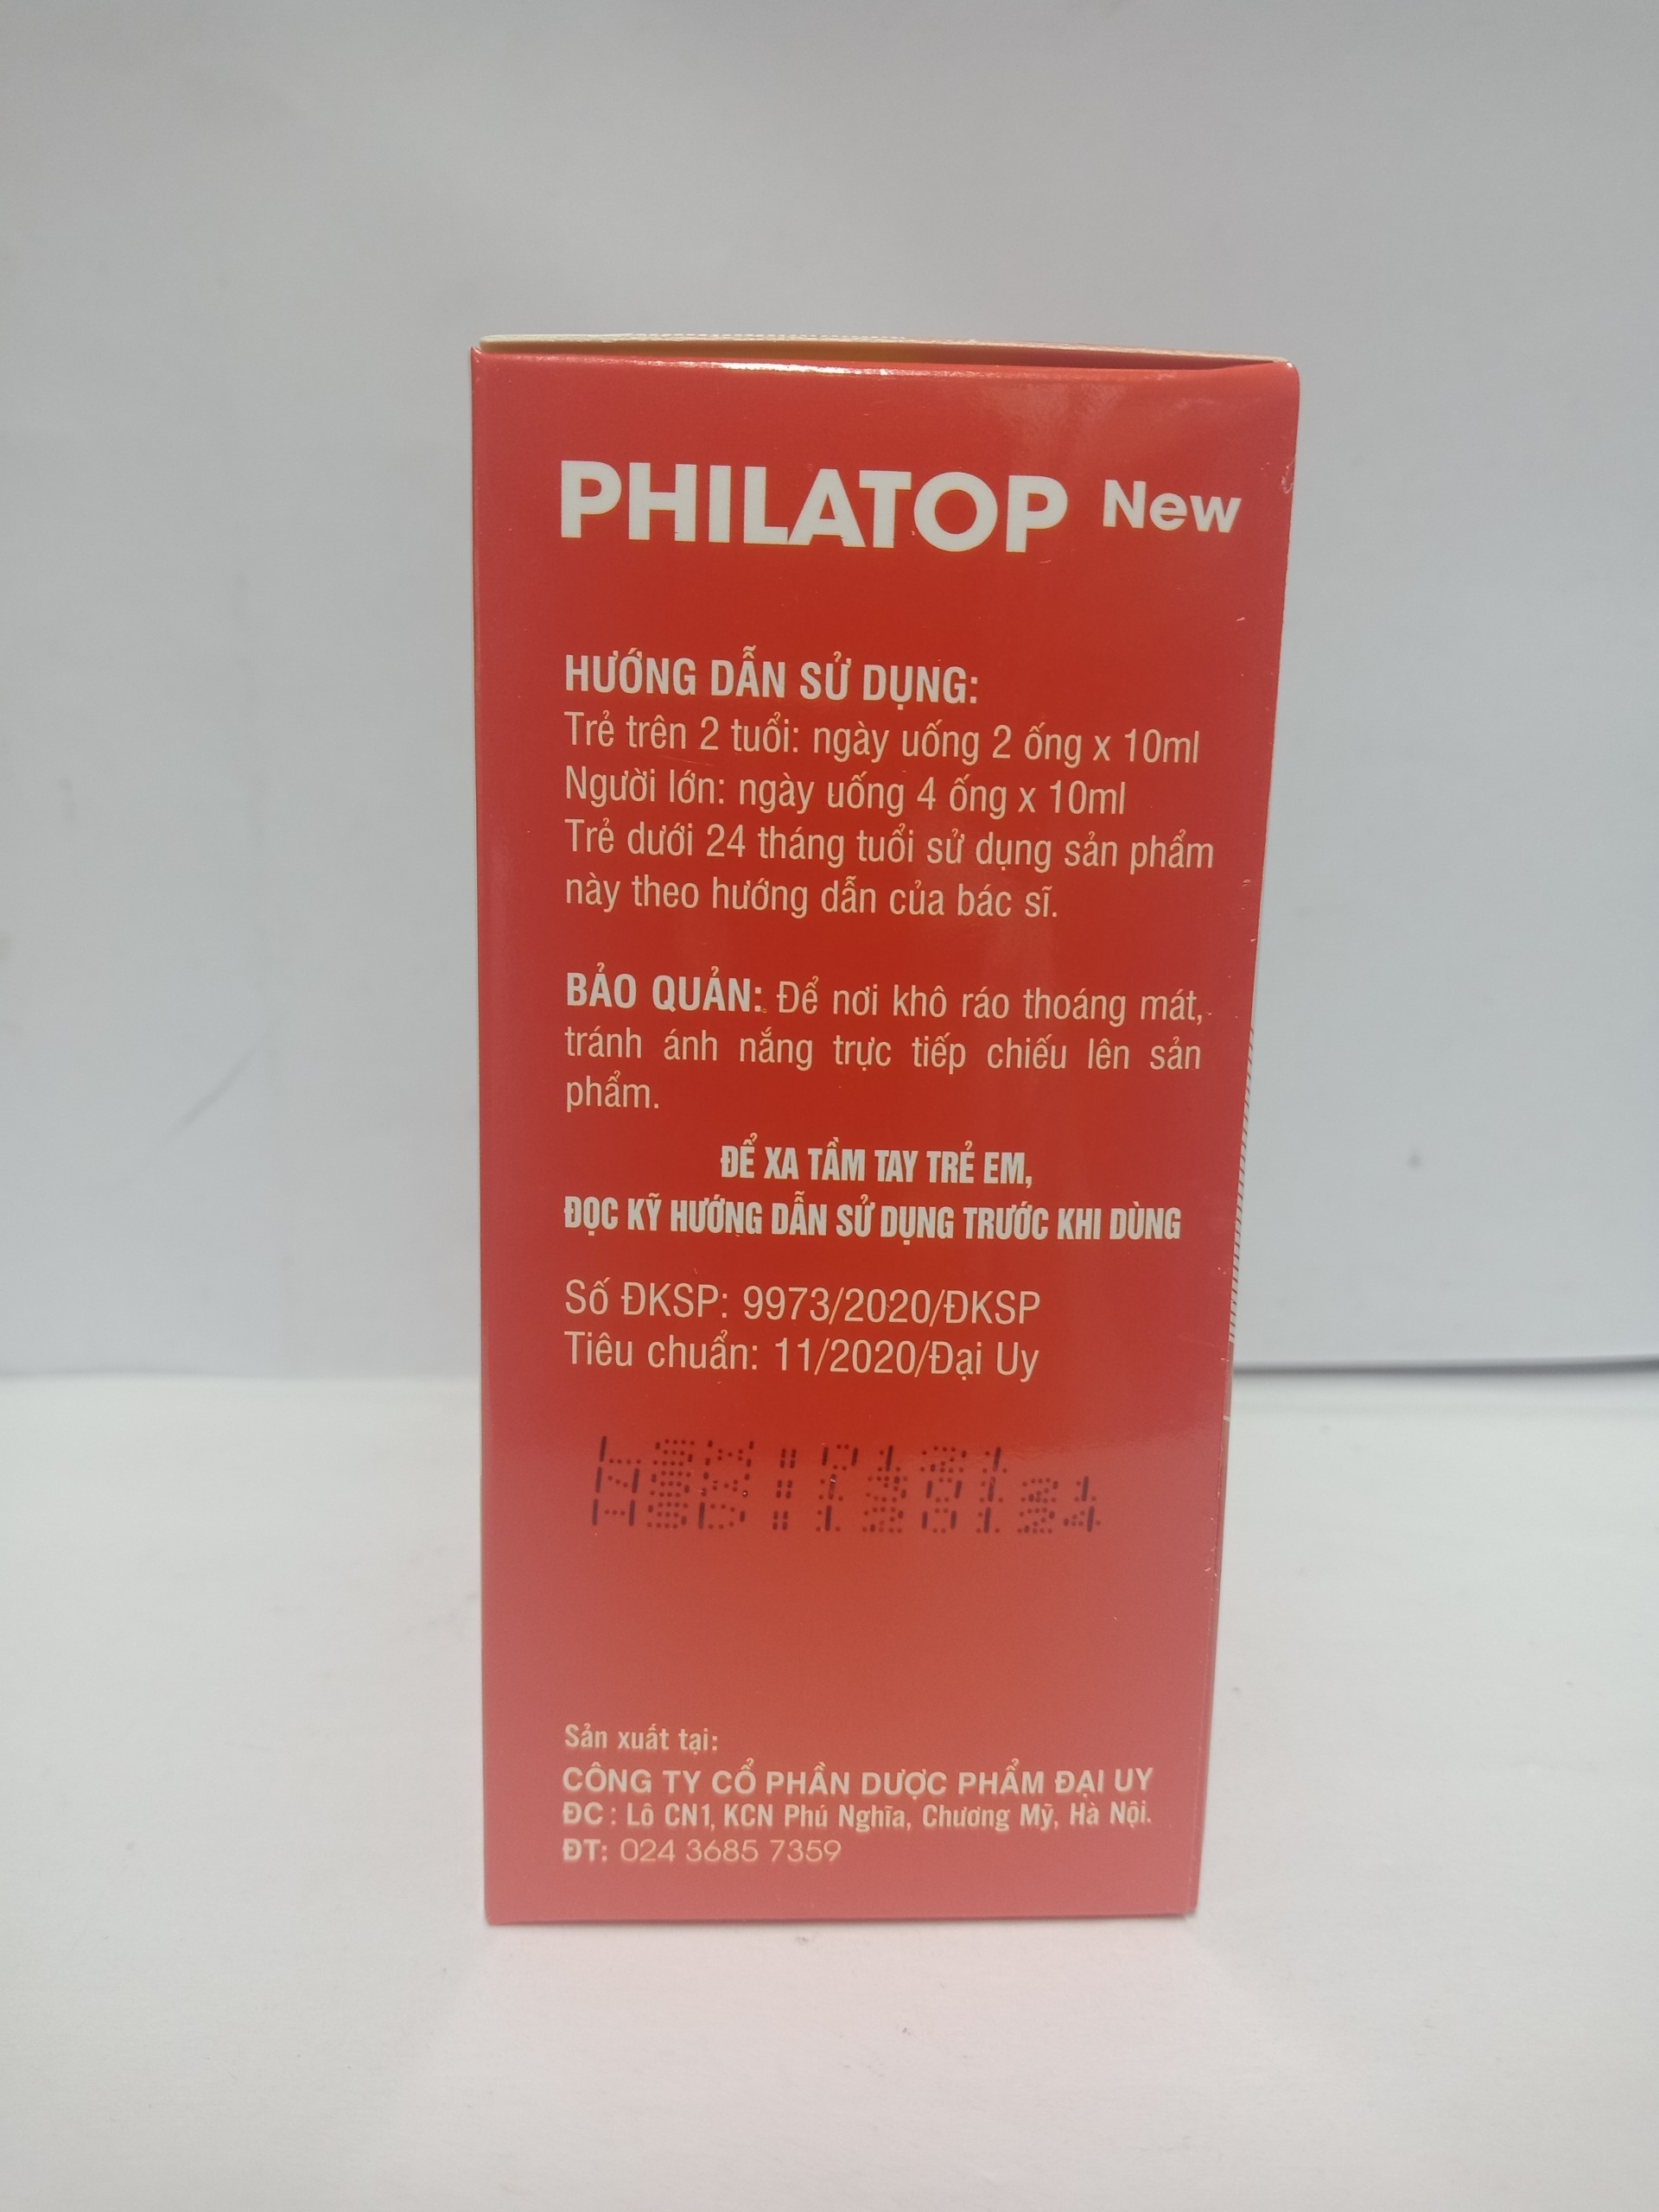 PHILATOP New
HƯỚNG DẪN SỬ DỤNG:
Trẻ trên 2 tuổi: ngày uống 2 ống x 10ml
Người lớn: ngày uống 4 ống x 10ml
Trẻ dưới 24 tháng tuổi sử dụng sản phẩm
này theo hướng dẫn của bác sĩ.
BẢO QUẢN: Để nơi khô ráo thoáng mát,
tránh ánh nắng trực tiếp chiếu lên sản
phẩm.
ĐỂ XA TẦM TAY TRẺ EM,
ĐỌC KỸ HƯỚNG DẪN SỬ DỤNG TRƯỚC KHI DÙNG
Số ĐKSP: 9973/2020/ĐKSP
Tiêu chuẩn: 11/2020/Đại Uy
LSX:
NSX:
HSD:
Sản xuất tại:
CÔNG TY CỔ PHẦN DƯỢC PHẨM ĐẠI UY
ĐC : Lô CN1, KCN Phú Nghĩa, Chương Mỹ, Hà Nội.
ĐT: 024 3685 7359